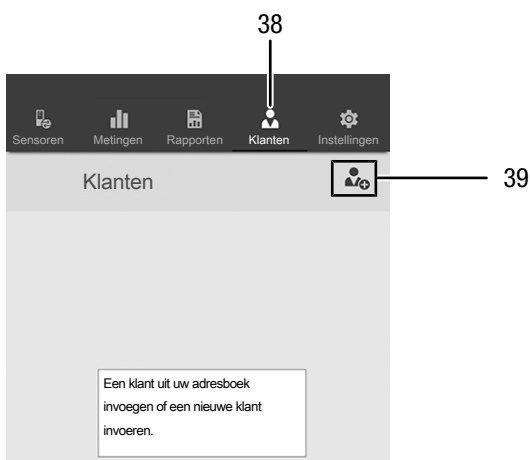 38
Sensoren Metingen Rapporten Klanten Instellingen
Klanten
39
Een klant uit uw adresboek
invoegen of een nieuwe klant
invoeren.